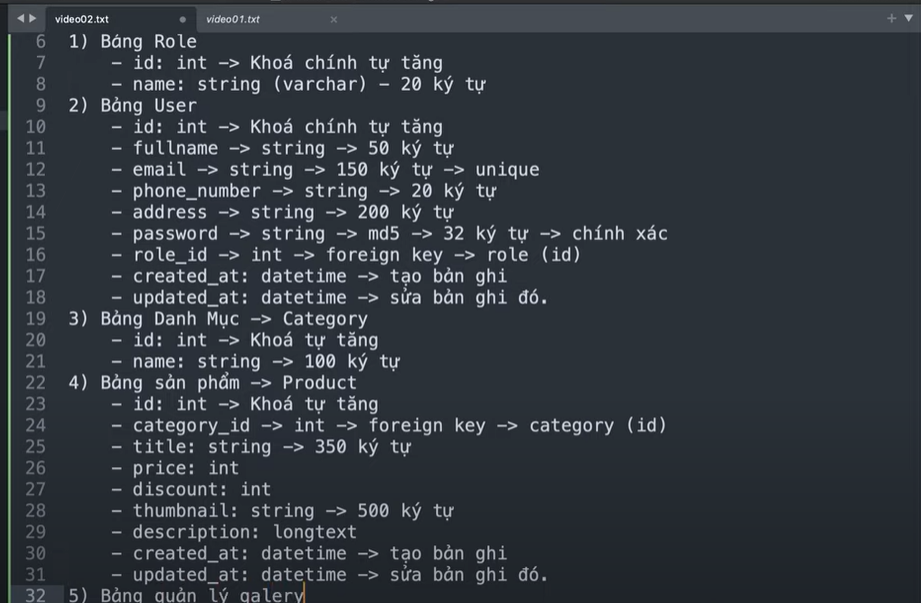 video02.txt
video01.txt
6 1) Bảng Role
7 - id: int -> Khoá chính tự tăng
8 - name: string (varchar) - 20 ký tự
9 2) Bảng User
10 - id: int -> Khoá chính tự tăng
11 - fullname -> string -> 50 ký tự
12 - email -> string -> 150 ký tự -> unique
13 - phone_number -> string -> 20 ký tự
14 - address -> string -> 200 ký tự
15 - password -> string -> md5 -> 32 ký tự -> chính xác
16 - role_id -> int -> foreign key -> role (id)
17 - created_at: datetime -> tạo bản ghi
18 - updated_at: datetime -> sửa bản ghi đó.
19 3) Bảng Danh Mục -> Category
20 - id: int -> Khoá tự tăng
21 - name: string -> 100 ký tự
22 4) Bảng sản phẩm -> Product
23 - id: int -> Khoá tự tăng
24 - category_id -> int -> foreign key -> category (id)
25 - title: string -> 350 ký tự
26 - price: int
27 - discount: int
28 - thumbnail: string -> 500 ký tự
29 - description: longtext
30 - created_at: datetime -> tạo bản ghi
31 - updated_at: datetime -> sửa bản ghi đó.
32 5) Bảng quản lý galery